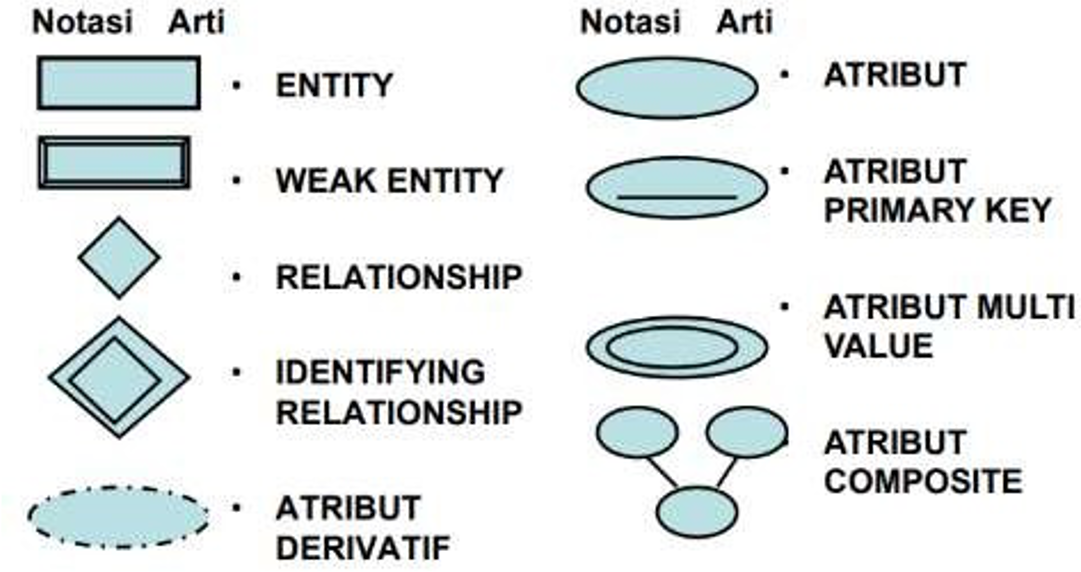 Notasi Arti
• ENTITY
• WEAK ENTITY
• RELATIONSHIP
• IDENTIFYING
RELATIONSHIP
• ATRIBUT
DERIVATIF
Notasi Arti
• ATRIBUT
• ATRIBUT
PRIMARY KEY
• ATRIBUT MULTI
VALUE
ATRIBUT
COMPOSITE